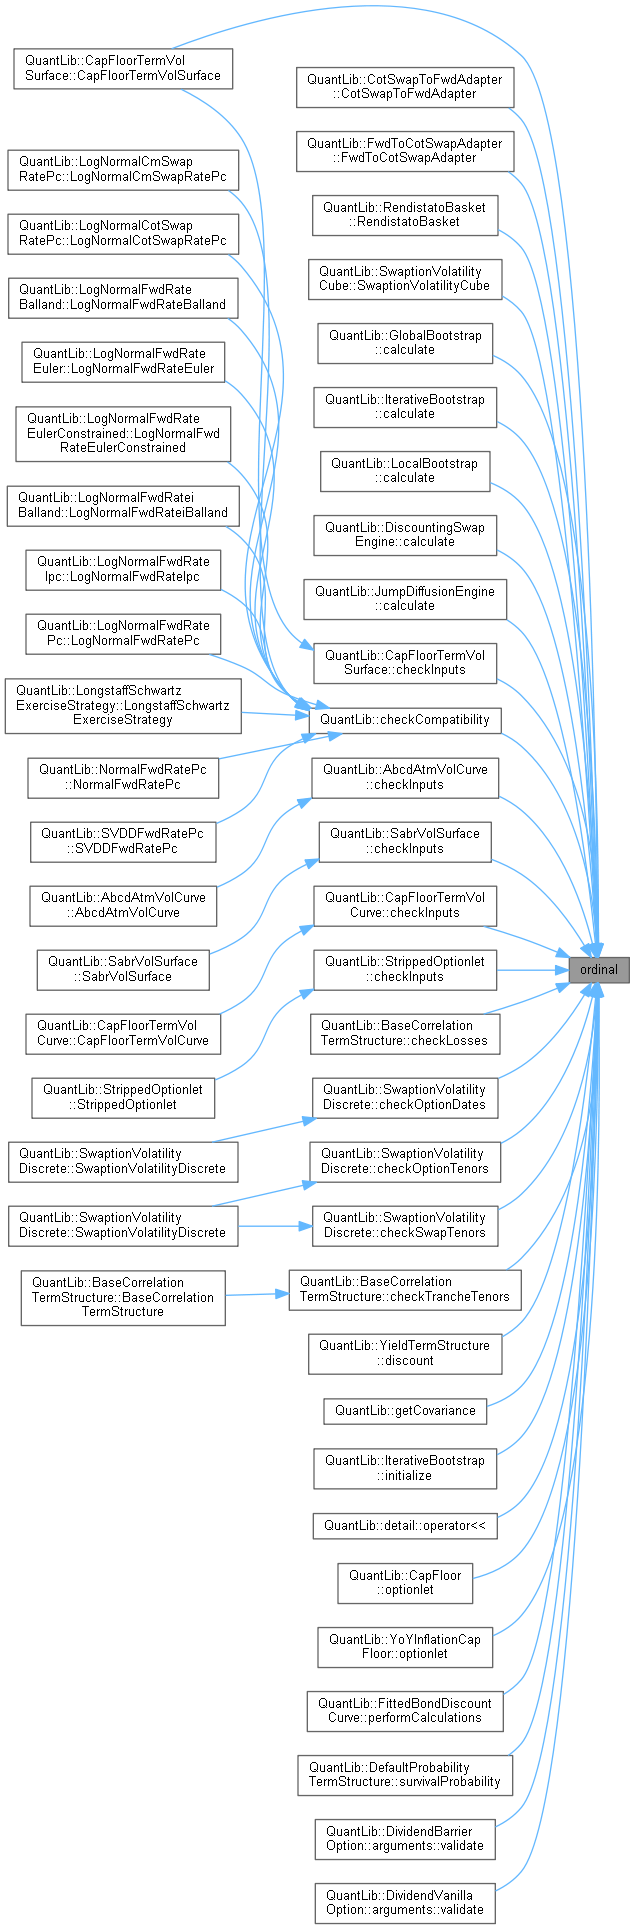 QuantLib::CapFloorTermVol
Surface::CapFloorTermVolSurface
QuantLib::LogNormalCmSwap
RatePc::LogNormalCmSwapRatePc
QuantLib::LogNormalCotSwap
RatePc::LogNormalCotSwapRatePc
QuantLib::LogNormalFwdRate
Balland::LogNormalFwdRateBalland
QuantLib::LogNormalFwdRate
Euler::LogNormalFwdRateEuler
QuantLib::LogNormalFwdRate
EulerConstrained::LogNormalFwd
RateEulerConstrained
QuantLib::LogNormalFwdRatei
Balland::LogNormalFwdRateiBalland
QuantLib::LogNormalFwdRate
Ipc::LogNormalFwdRateIpc
QuantLib::LogNormalFwdRate
Pc::LogNormalFwdRatePc
QuantLib::LongstaffSchwartz
ExerciseStrategy::LongstaffSchwartz
ExerciseStrategy
QuantLib::NormalFwdRatePc
::NormalFwdRatePc
QuantLib::SVDDFwdRatePc
::SVDDFwdRatePc
QuantLib::AbcdAtmVolCurve
::AbcdAtmVolCurve
QuantLib::SabrVolSurface
::SabrVolSurface
QuantLib::CapFloorTermVol
Curve::CapFloorTermVolCurve
QuantLib::StrippedOptionlet
::StrippedOptionlet
QuantLib::SwaptionVolatility
Discrete::SwaptionVolatilityDiscrete
QuantLib::SwaptionVolatility
Discrete::SwaptionVolatilityDiscrete
QuantLib::BaseCorrelation
TermStructure::BaseCorrelation
TermStructure
QuantLib::CotSwapToFwdAdapter
::CotSwapToFwdAdapter
QuantLib::FwdToCotSwapAdapter
::FwdToCotSwapAdapter
QuantLib::RendistatoBasket
::RendistatoBasket
QuantLib::SwaptionVolatility
Cube::SwaptionVolatilityCube
QuantLib::GlobalBootstrap
::calculate
QuantLib::IterativeBootstrap
::calculate
QuantLib::LocalBootstrap
::calculate
QuantLib::DiscountingSwap
Engine::calculate
QuantLib::JumpDiffusionEngine
::calculate
QuantLib::CapFloorTermVol
Surface::checkInputs
QuantLib::checkCompatibility
QuantLib::AbcdAtmVolCurve
::checkInputs
QuantLib::SabrVolSurface
::checkInputs
QuantLib::CapFloorTermVol
Curve::checkInputs
QuantLib::StrippedOptionlet
::checkInputs
QuantLib::BaseCorrelation
TermStructure::checkLosses
QuantLib::SwaptionVolatility
Discrete::checkOptionDates
QuantLib::SwaptionVolatility
Discrete::checkOptionTenors
QuantLib::SwaptionVolatility
Discrete::checkSwapTenors
QuantLib::BaseCorrelation
TermStructure::checkTrancheTenors
QuantLib::YieldTermStructure
::discount
QuantLib::getCovariance
QuantLib::IterativeBootstrap
::initialize
QuantLib::detail::operator<<
QuantLib::CapFloor
::optionlet
QuantLib::YoYInflationCap
Floor::optionlet
QuantLib::FittedBondDiscount
Curve::performCalculations
QuantLib::DefaultProbability
TermStructure::survivalProbability
QuantLib::DividendBarrier
Option::arguments::validate
QuantLib::DividendVanilla
Option::arguments::validate
ordinal